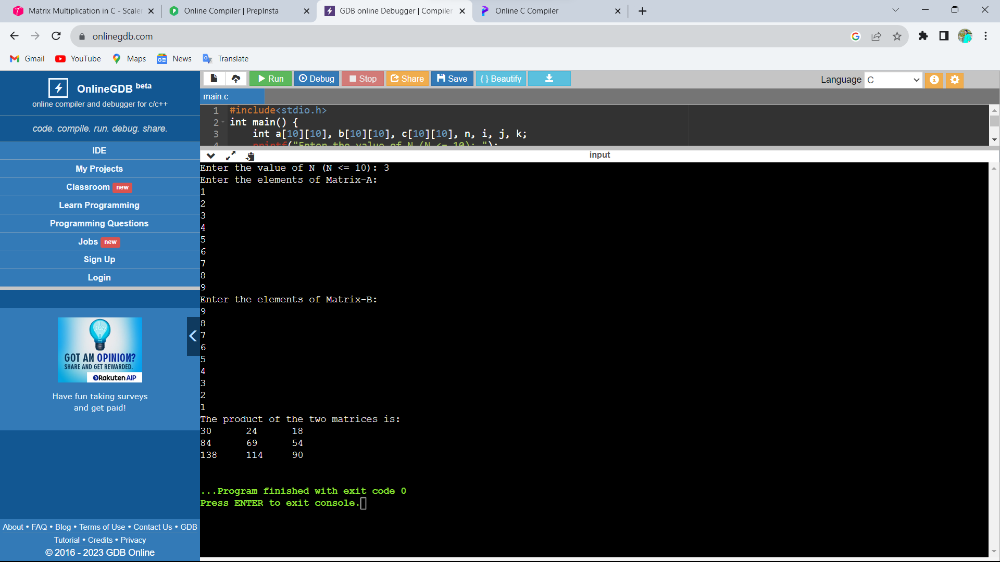 Matrix Multiplication in C - Scaler
Online Compiler | PrepInsta
GDB online Debugger | Compiler
Online C Compiler
onlinegdb.com
Gmail
YouTube
Maps
News
Translate
OnlineGDB beta
online compiler and debugger for c/c++
code. compile. run. debug. share.
IDE
My Projects
Classroom new
Learn Programming
Programming Questions
Jobs new
Sign Up
Login
GOT AN OPINION?
SHARE AND GET REWARDED.
Rakuten AIP
Have fun taking surveys
and get paid!
About • FAQ • Blog • Terms of Use • Contact Us • GDB
Tutorial • Credits • Privacy
© 2016 - 2023 GDB Online
Run
Debug
Stop
Share
Save
{ } Beautify
Language C
main.c
1 #include<stdio.h>
2 int main() {
3 int a[10][10], b[10][10], c[10][10], n, i, j, k;
4 printf("Enter the value of N (N <= 10): ");
input
Enter the value of N (N <= 10): 3
Enter the elements of Matrix-A:
1
2
3
4
5
6
7
8
9
Enter the elements of Matrix-B:
9
8
7
6
5
4
3
2
1
The product of the two matrices is:
30 24 18
84 69 54
138 114 90
...Program finished with exit code 0
Press ENTER to exit console.